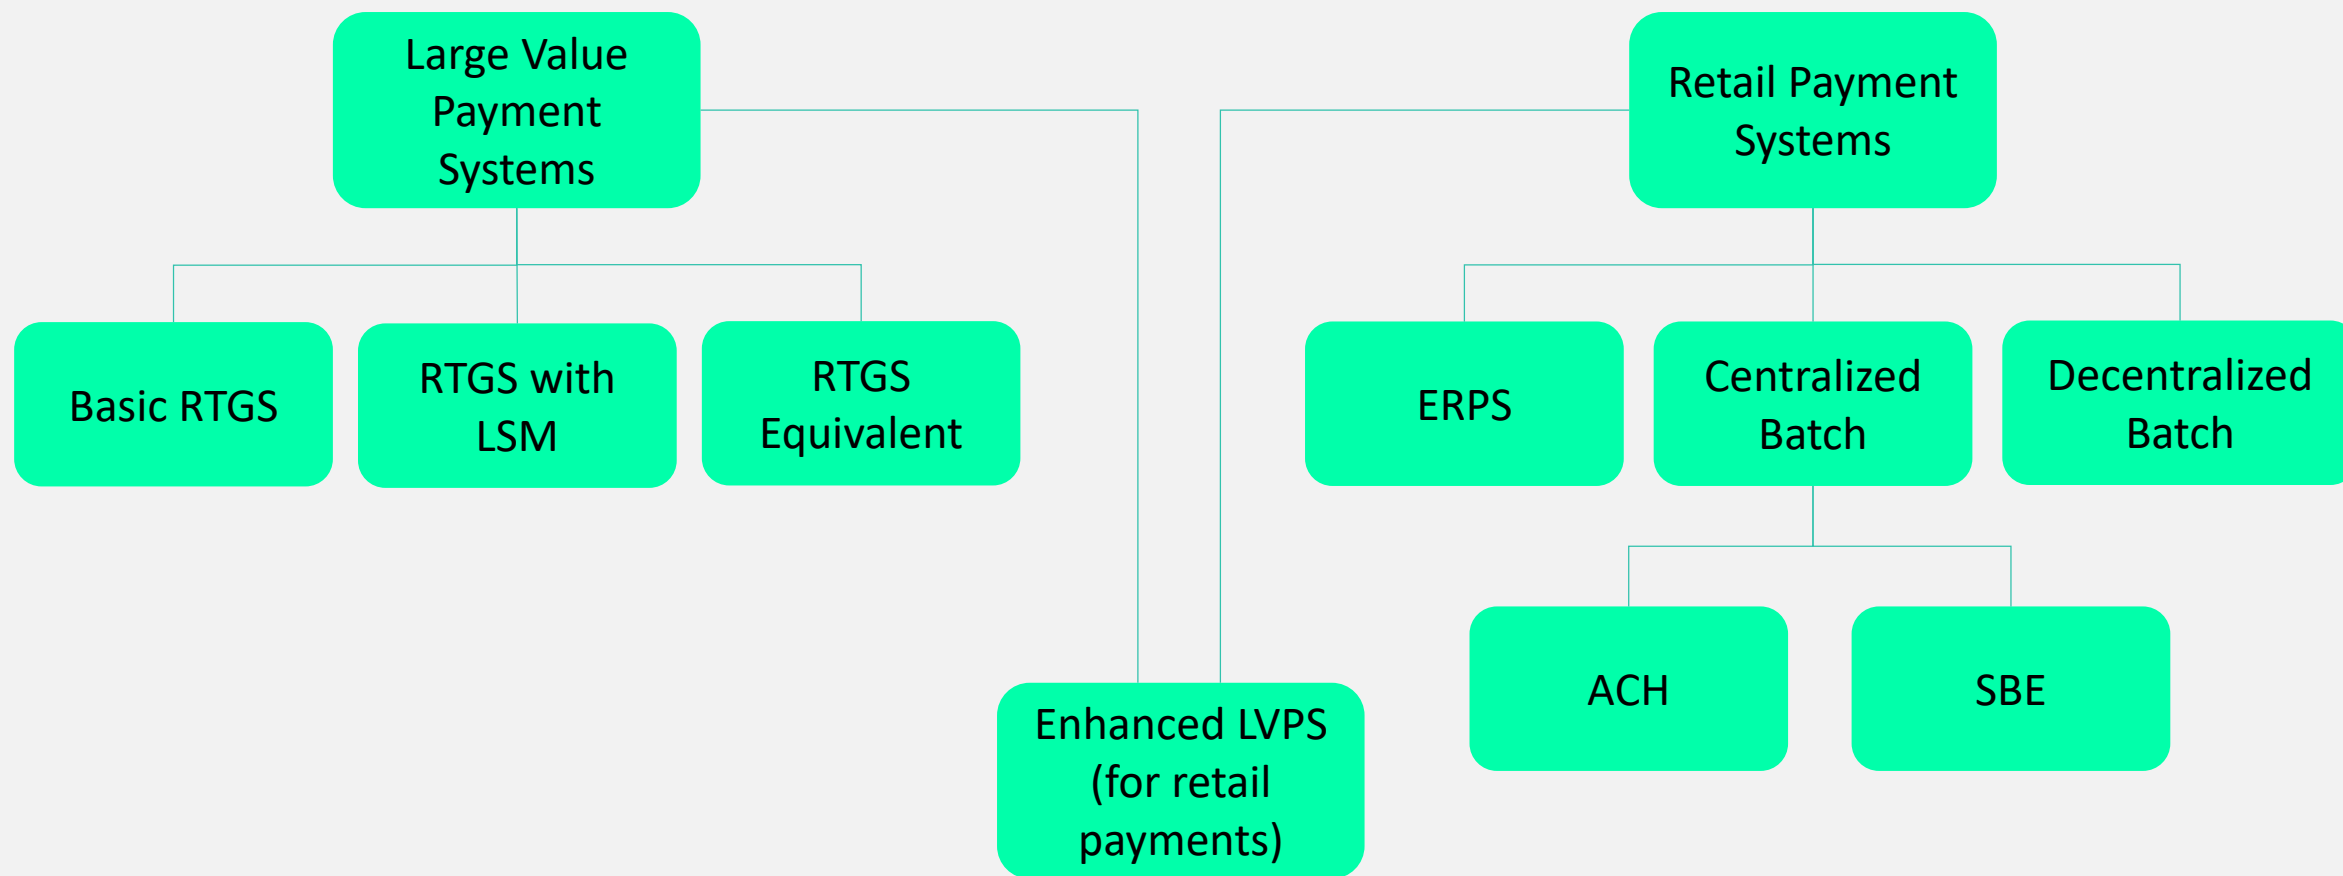 Large Value
Payment
Systems
Retail Payment
Systems
Basic RTGS
RTGS with
LSM
RTGS
Equivalent
ERPS
Centralized
Batch
Decentralized
Batch
ACH
SBE
Enhanced LVPS
(for retail
payments)